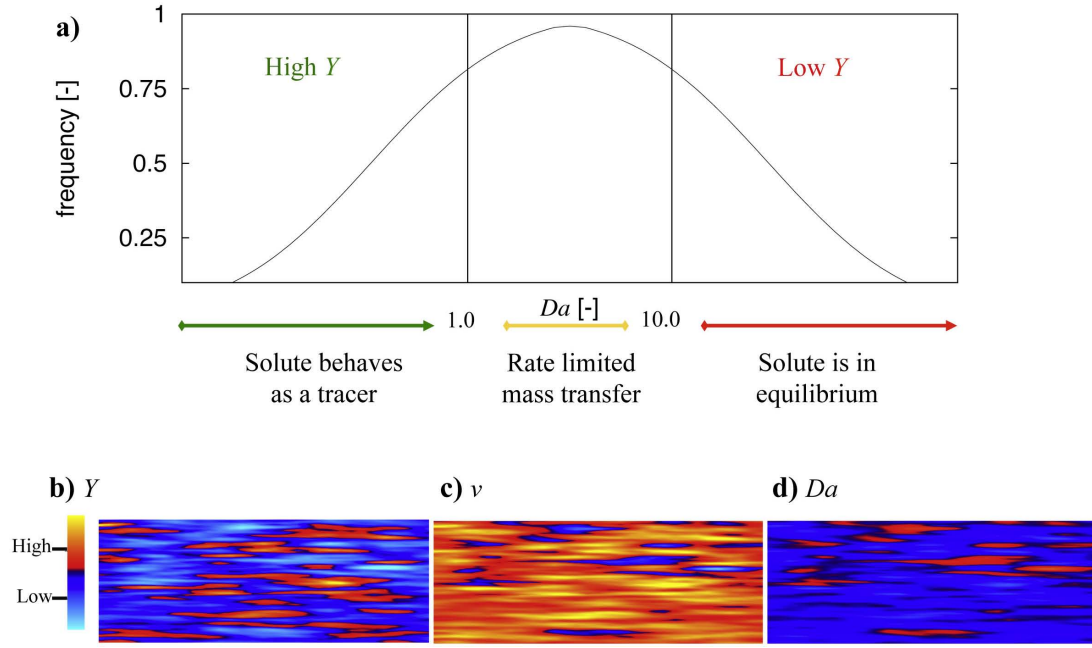 a)
1
0.75
0.5
0.25
frequency [-]
High Y
Low Y
1.0
Da [-]
10.0
Solute behaves
as a tracer
Rate limited
mass transfer
Solute is in
equilibrium
b) Y
c) v
d) Da
High
Low